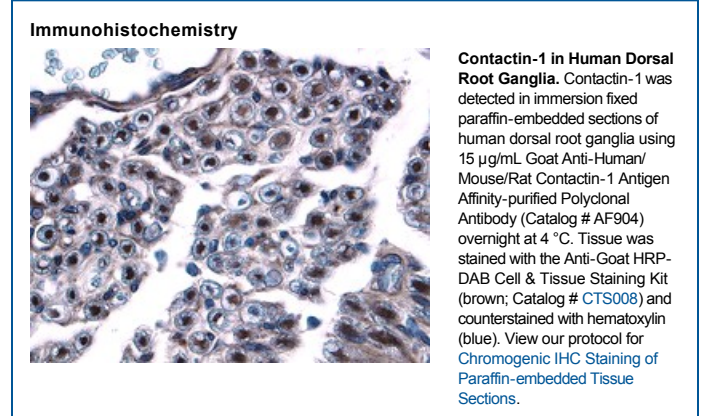 Immunohistochemistry
Contactin-1 in Human Dorsal
Root Ganglia. Contactin-1 was
detected in immersion fixed
paraffin-embedded sections of
human dorsal root ganglia using
15 µg/mL Goat Anti-Human/
Mouse/Rat Contactin-1 Antigen
Affinity-purified Polyclonal
Antibody (Catalog # AF904)
overnight at 4 °C. Tissue was
stained with the Anti-Goat HRP-
DAB Cell & Tissue Staining Kit
(brown; Catalog # CTS008) and
counterstained with hematoxylin
(blue). View our protocol for
Chromogenic IHC Staining of
Paraffin-embedded Tissue
Sections.